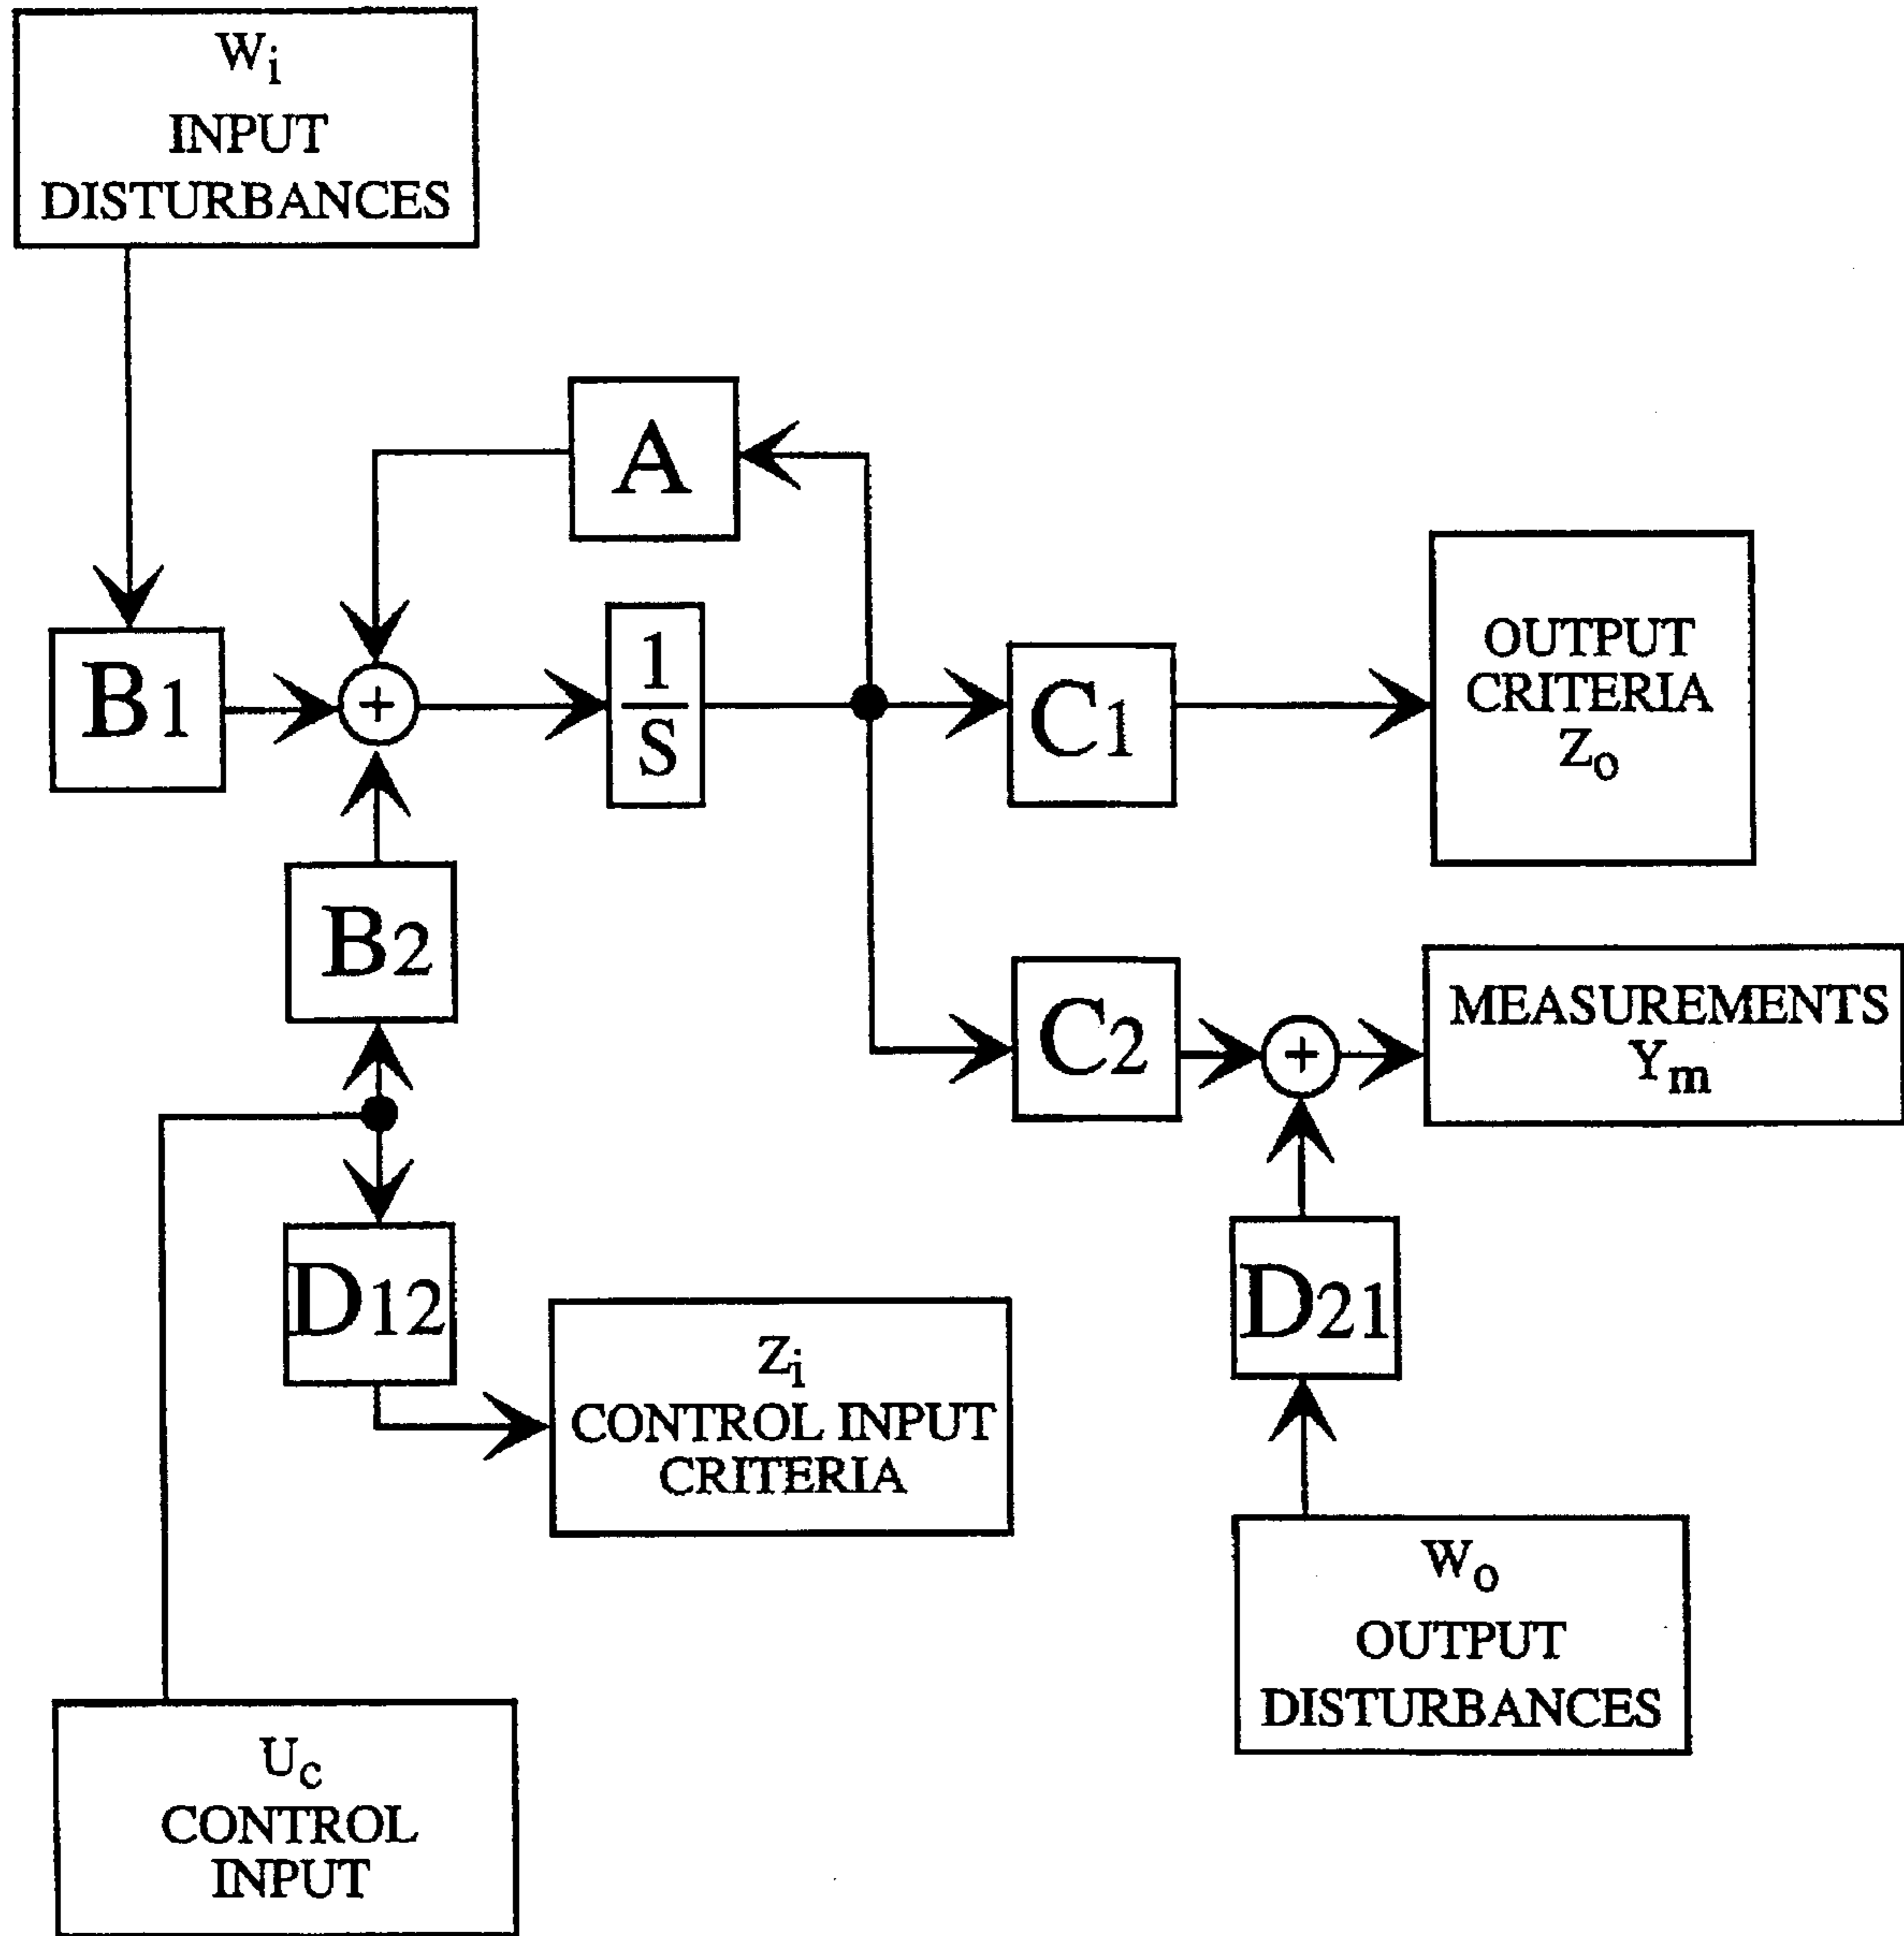 Wi
INPUT
DISTURBANCES
A
B1
+
1
S
C1
OUTPUT
CRITERIA
Zo
B2
C2
+
MEASUREMENTS
Ym
D12
D21
Zi
CONTROL INPUT
CRITERIA
Wo
OUTPUT
DISTURBANCES
Uc
CONTROL
INPUT